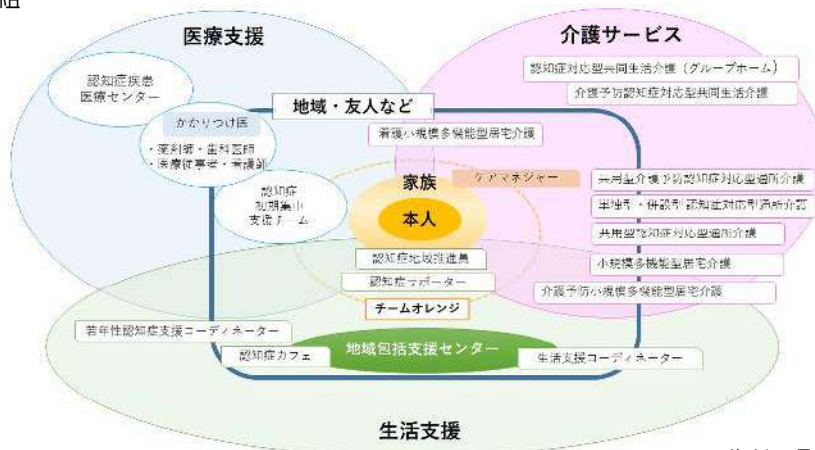 組
医療支援
介護サービス
認知症疾患
医療センター
認知症対応型共同生活介護（グループホーム）
介護予防認知症対応型共同生活介護
地域・友人など
かかりつけ医
・薬剤師・歯科医師
・医療従事者・看護師
看護小規模多機能型居宅介護
家族
ケアマネジャー
本人
認知症
初期集中
支援チーム
共用型介護予防認知症対応型通所介護
単独型・併設型認知症対応型通所介護
共用型認知症対応型通所介護
認知症地域推進員
小規模多機能型居宅介護
認知症サポーター
介護予防小規模多機能型居宅介護
チームオレンジ
若年性認知症支援コーディネーター
地域包括支援センター
認知症カフェ
生活支援コーディネーター
生活支援